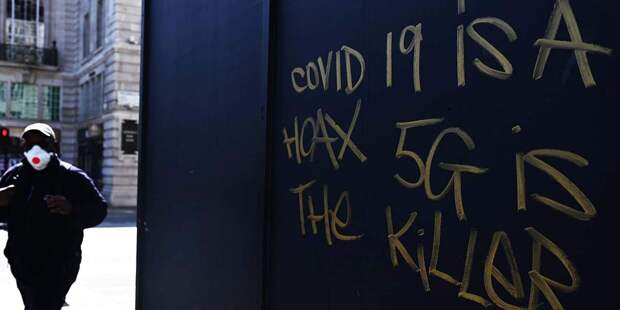 COVID 19 iS A
HOAX 5G iS
THE KiLLER